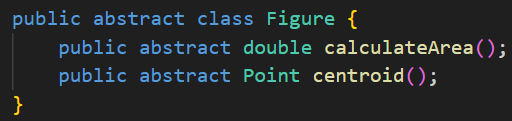 public abstract class Figure {
    public abstract double calculateArea();
    public abstract Point centroid();
}